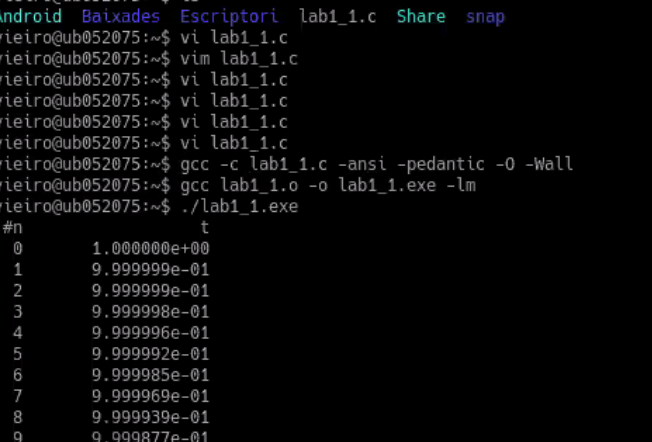 Android  Baixades  Escriptori  lab1_1.c  Share  snap
vieiro@ub052075:~$ vi lab1_1.c
vieiro@ub052075:~$ vim lab1_1.c
vieiro@ub052075:~$ vi lab1_1.c
vieiro@ub052075:~$ vi lab1_1.c
vieiro@ub052075:~$ vi lab1_1.c
vieiro@ub052075:~$ gcc -c lab1_1.c -ansi -pedantic -O -Wall
vieiro@ub052075:~$ gcc lab1_1.o -o lab1_1.exe -lm
vieiro@ub052075:~$ ./lab1_1.exe
#n                 t
0       1.000000e+00
1       9.999999e-01
2       9.999999e-01
3       9.999998e-01
4       9.999996e-01
5       9.999992e-01
6       9.999985e-01
7       9.999969e-01
8       9.999939e-01
9       9.999877e-01